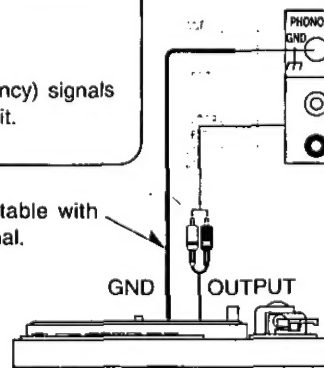 PHONO
GND
ncy) signals
it.
table with
nal.
GND
OUTPUT